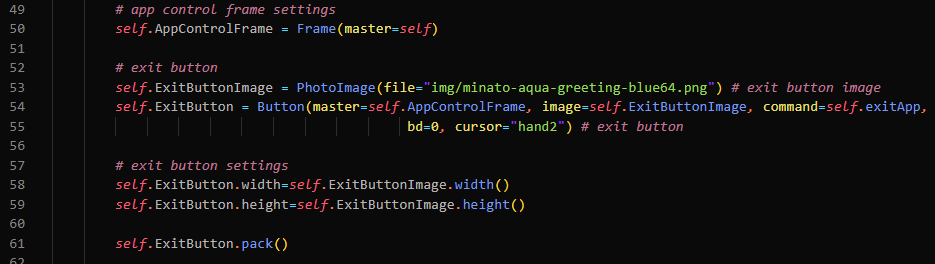 49 # app control frame settings
50 self.AppControlFrame = Frame(master=self)
51
52 # exit button
53 self.ExitButtonImage = PhotoImage(file="img/minato-aqua-greeting-blue64.png") # exit button image
54 self.ExitButton = Button(master=self.AppControlFrame, image=self.ExitButtonImage, command=self.exitApp,
55 bd=0, cursor="hand2") # exit button
56
57 # exit button settings
58 self.ExitButton.width=self.ExitButtonImage.width()
59 self.ExitButton.height=self.ExitButtonImage.height()
60
61 self.ExitButton.pack()
62